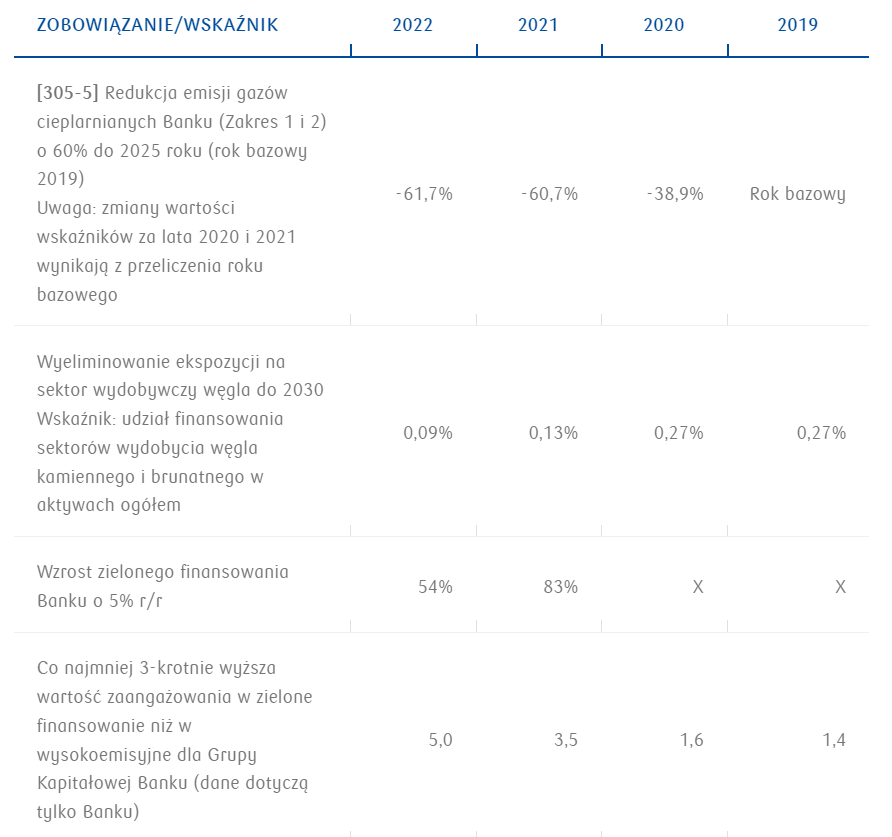 ZOBOWIĄZANIE/WSKAŹNIK 2022 2021 2020 2019
[305-5] Redukcja emisji gazów
cieplarnianych Banku (Zakres 1 i 2)
o 60% do 2025 roku (rok bazowy
2019)
Uwaga: zmiany wartości
wskaźników za lata 2020 i 2021
wynikają z przeliczenia roku
bazowego
-61,7% -60,7% -38,9% Rok bazowy
Wyeliminowanie ekspozycji na
sektor wydobywczy węgla do 2030
Wskaźnik: udział finansowania
sektorów wydobycia węgla
kamiennego i brunatnego w
aktywach ogółem
0,09% 0,13% 0,27% 0,27%
Wzrost zielonego finansowania
Banku o 5% r/r
54% 83% X X
Co najmniej 3-krotnie wyższa
wartość zaangażowania w zielone
finansowanie niż w
wysokoemisyjne dla Grupy
Kapitałowej Banku (dane dotyczą
tylko Banku)
5,0 3,5 1,6 1,4